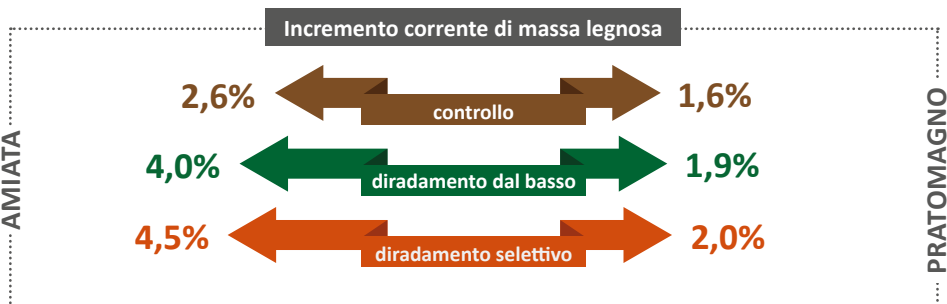 Incremento corrente di massa legnosa
AMIATA
2,6%
controllo
1,6%
4,0%
diradamento dal basso
1,9%
4,5%
diradamento selettivo
2,0%
PRATOMAGNO